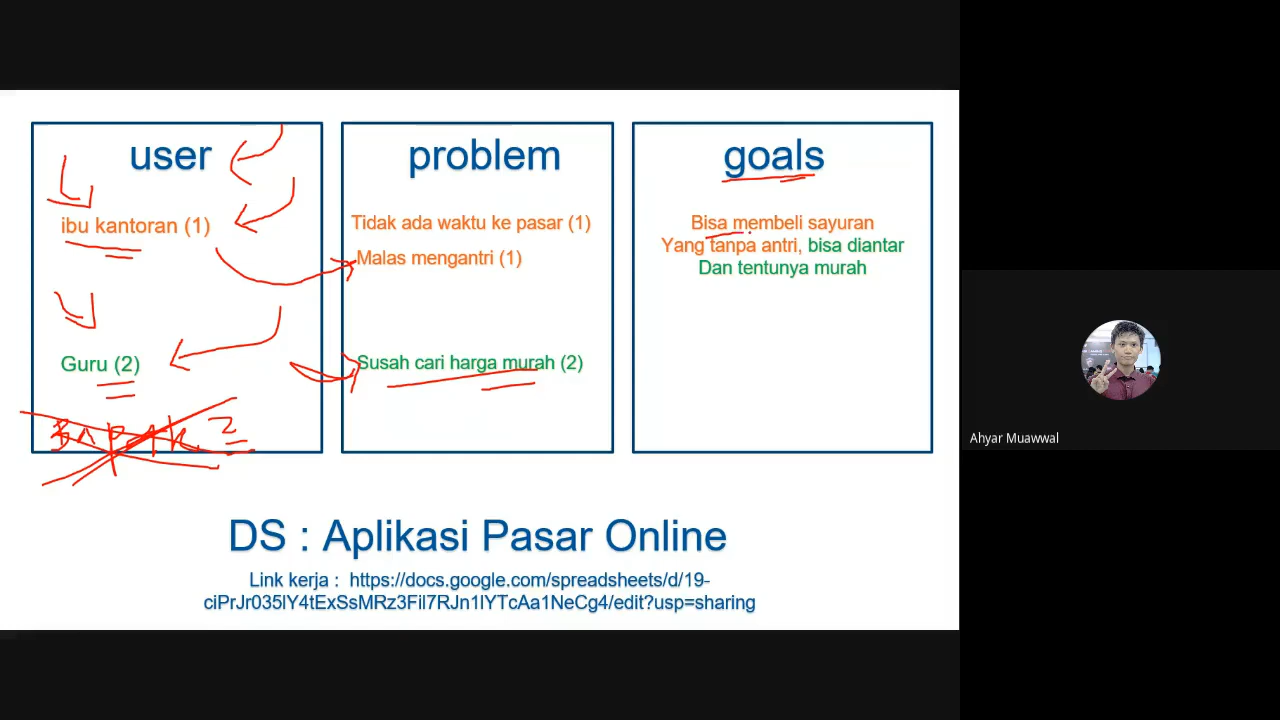 user
ibu kantoran (1)
Guru (2)
Bapak 2
problem
Tidak ada waktu ke pasar (1)
Malas mengantri (1)
Susah cari harga murah (2)
goals
Bisa membeli sayuran
Yang tanpa antri, bisa diantar
Dan tentunya murah
DS : Aplikasi Pasar Online
Link kerja : https://docs.google.com/spreadsheets/d/19-
ciPrJr035lY4tExSsMRz3Fil7RJn1lYTcAa1NeCg4/edit?usp=sharing
Ahyar Muawwal